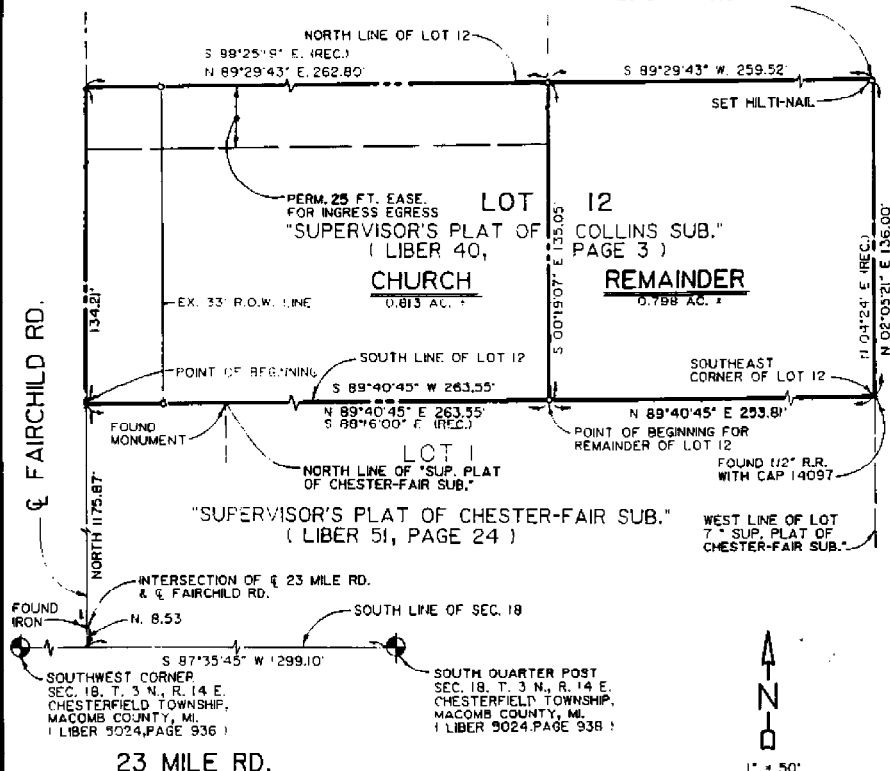 NORTH LINE OF LOT 12
S 88°25'19" E. (REC.)
N 89°29'43" E. 262.80'
S 89°29'43" W. 259.52'
SET HILTI-NAIL
PERM. 25 FT. EASE.
FOR INGRESS EGRESS
LOT 12
"SUPERVISOR'S PLAT OF COLLINS SUB."
( LIBER 40, PAGE 3 )
CHURCH
0.813 AC. ±
REMAINDER
0.798 AC. ±
134.21'
EX. 33' R.O.W. LINE
S 00°19'07" E 135.05'
N 04°24' E (REC.)
N 02°05'21" E 136.00'
℄ FAIRCHILD RD.
POINT OF BEGINNING
SOUTH LINE OF LOT 12
SOUTHEAST
CORNER OF LOT 12
S 89°40'45" W 263.55'
N 89°40'45" E 263.55'
S 88°16'00" E (REC.)
N 89°40'45" E 253.81'
FOUND
MONUMENT
LOT 1
POINT OF BEGINNING FOR
REMAINDER OF LOT 12
NORTH LINE OF "SUP. PLAT
OF CHESTER-FAIR SUB."
FOUND 1/2" R.R.
WITH CAP 14097
"SUPERVISOR'S PLAT OF CHESTER-FAIR SUB."
( LIBER 51, PAGE 24 )
WEST LINE OF LOT
7 " SUP. PLAT OF
CHESTER-FAIR SUB."
NORTH 1175.87'
INTERSECTION OF ℄ 23 MILE RD.
& ℄ FAIRCHILD RD.
FOUND
IRON
N. 8.53
SOUTH LINE OF SEC. 18
S 87°35'45" W 1299.10'
SOUTHWEST CORNER
SEC. 18, T. 3 N., R. 14 E.
CHESTERFIELD TOWNSHIP,
MACOMB COUNTY, MI.
( LIBER 5024,PAGE 936 )
SOUTH QUARTER POST
SEC. 18, T. 3 N., R. 14 E.
CHESTERFIELD TOWNSHIP,
MACOMB COUNTY, MI.
( LIBER 5024,PAGE 938 )
N
23 MILE RD.
1" = 50'